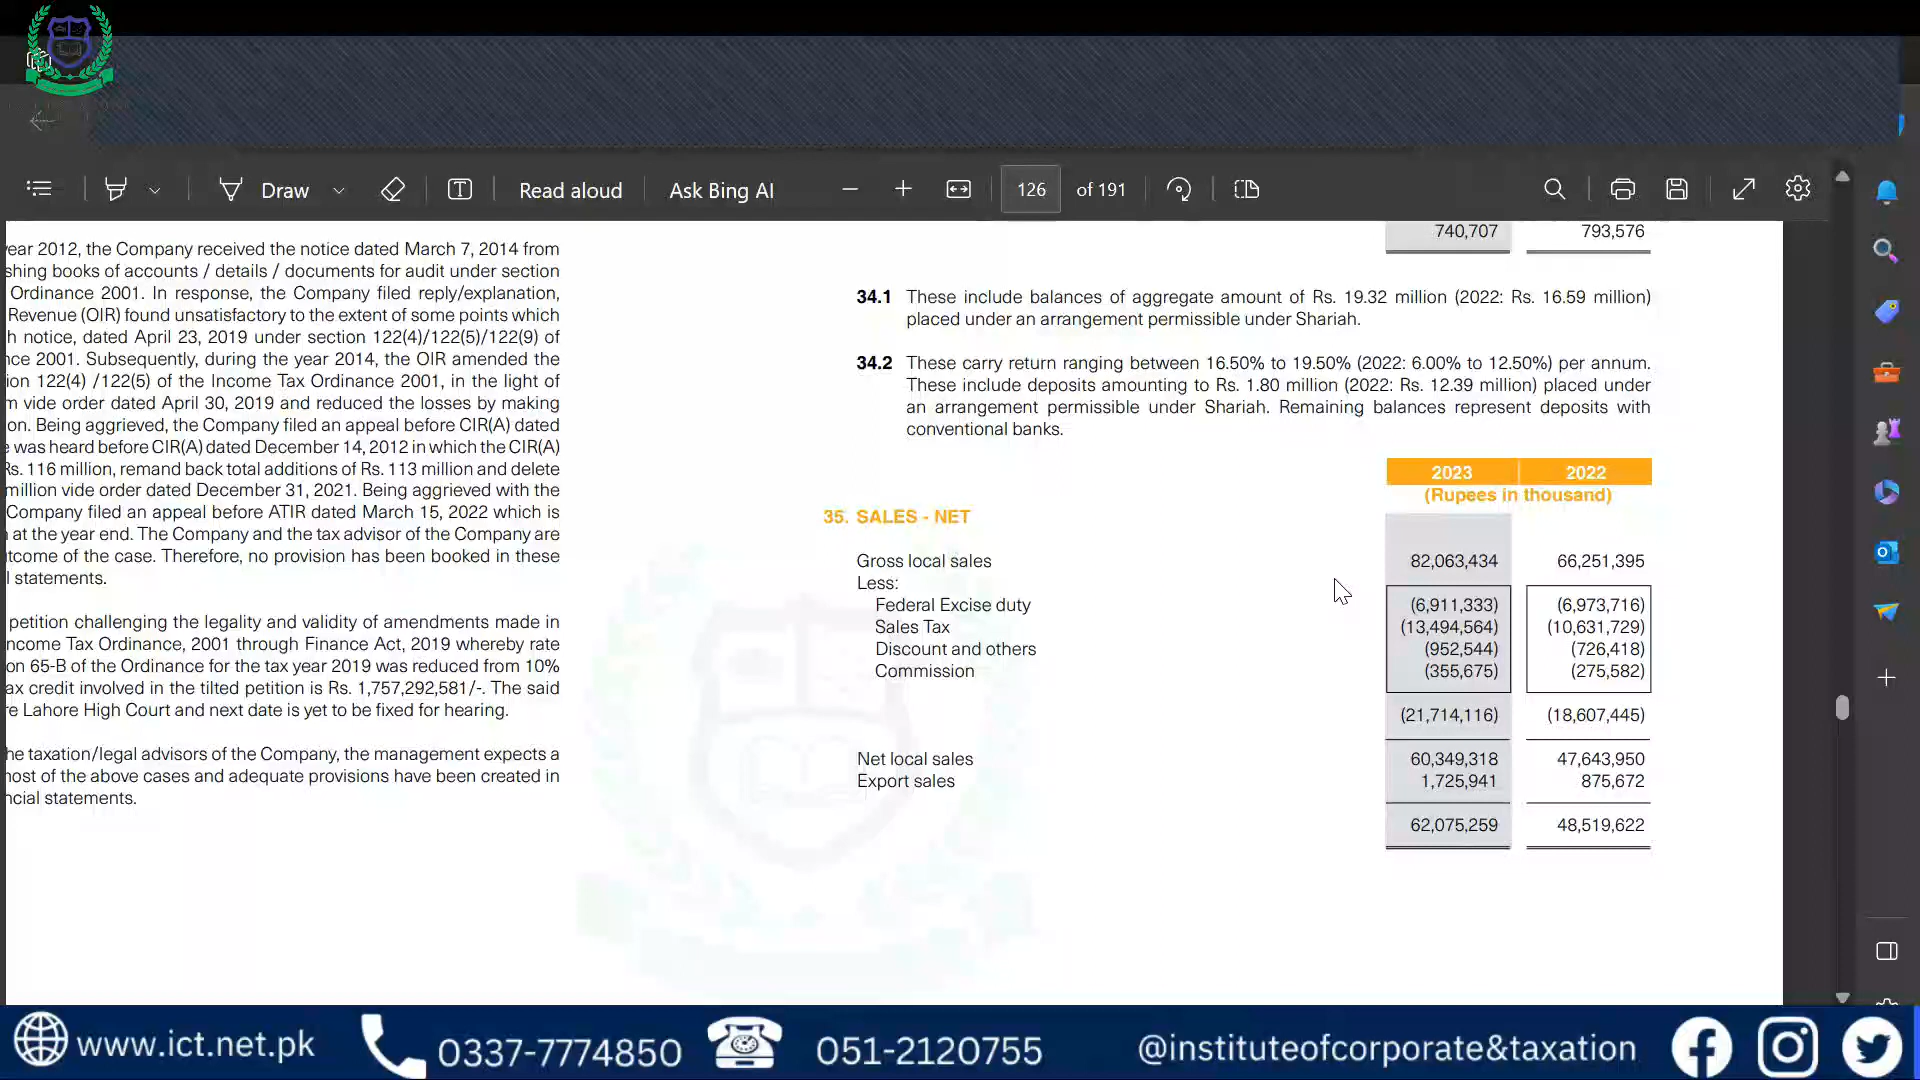 Draw
Read aloud
Ask Bing AI
126 of 191
year 2012, the Company received the notice dated March 7, 2014 from
shing books of accounts / details / documents for audit under section
Ordinance 2001. In response, the Company filed reply/explanation,
Revenue (OIR) found unsatisfactory to the extent of some points which
h notice, dated April 23, 2019 under section 122(4)/122(5)/122(9) of
nce 2001. Subsequently, during the year 2014, the OIR amended the
ion 122(4) /122(5) of the Income Tax Ordinance 2001, in the light of
m vide order dated April 30, 2019 and reduced the losses by making
on. Being aggrieved, the Company filed an appeal before CIR(A) dated
e was heard before CIR(A) dated December 14, 2012 in which the CIR(A)
Rs. 116 million, remand back total additions of Rs. 113 million and delete
million vide order dated December 31, 2021. Being aggrieved with the
Company filed an appeal before ATIR dated March 15, 2022 which is
at the year end. The Company and the tax advisor of the Company are
utcome of the case. Therefore, no provision has been booked in these
l statements.
petition challenging the legality and validity of amendments made in
ncome Tax Ordinance, 2001 through Finance Act, 2019 whereby rate
on 65-B of the Ordinance for the tax year 2019 was reduced from 10%
ax credit involved in the tilted petition is Rs. 1,757,292,581/-. The said
re Lahore High Court and next date is yet to be fixed for hearing.
he taxation/legal advisors of the Company, the management expects a
most of the above cases and adequate provisions have been created in
ncial statements.
740,707 793,576
34.1 These include balances of aggregate amount of Rs. 19.32 million (2022: Rs. 16.59 million)
placed under an arrangement permissible under Shariah.
34.2 These carry return ranging between 16.50% to 19.50% (2022: 6.00% to 12.50%) per annum.
These include deposits amounting to Rs. 1.80 million (2022: Rs. 12.39 million) placed under
an arrangement permissible under Shariah. Remaining balances represent deposits with
conventional banks.
2023 2022
(Rupees in thousand)
35. SALES - NET
Gross local sales 82,063,434 66,251,395
Less:
Federal Excise duty (6,911,333) (6,973,716)
Sales Tax (13,494,564) (10,631,729)
Discount and others (952,544) (726,418)
Commission (355,675) (275,582)
(21,714,116) (18,607,445)
Net local sales 60,349,318 47,643,950
Export sales 1,725,941 875,672
62,075,259 48,519,622
www.ict.net.pk 0337-7774850 051-2120755 @instituteofcorporate&taxation